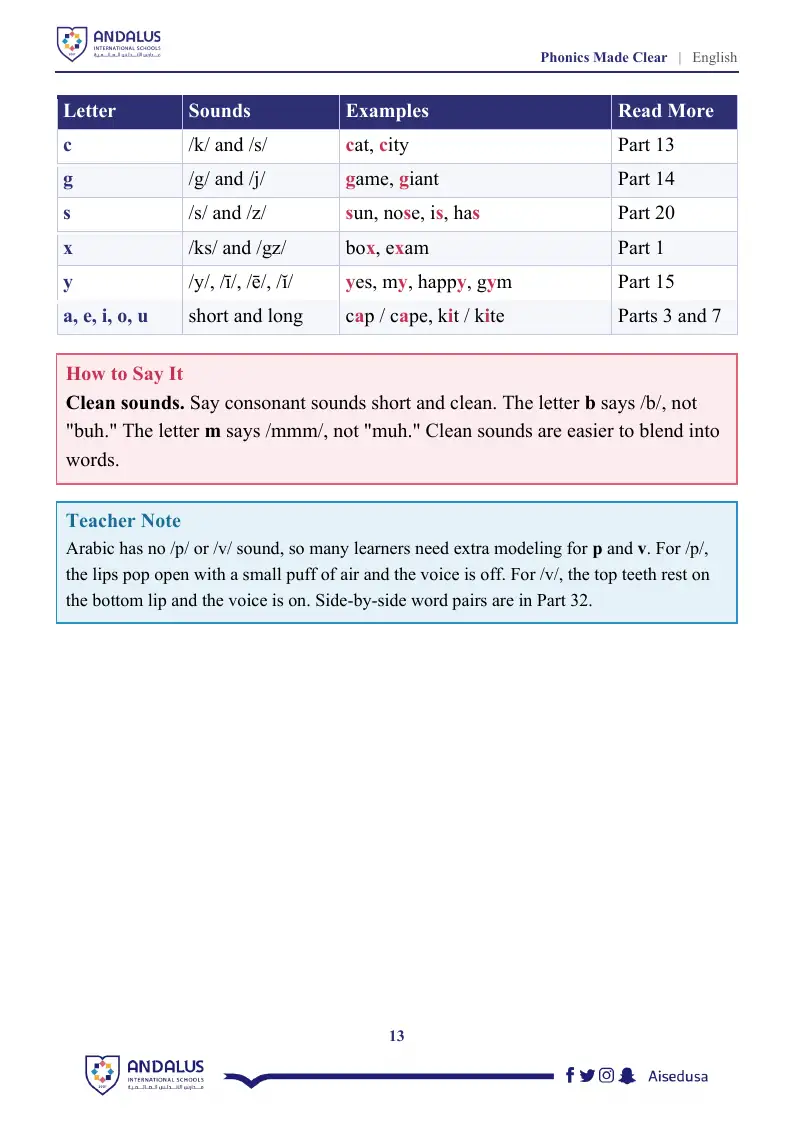 ANDALUS
INTERNATIONAL SCHOOLS
مدارس الأندلس العالمية
Phonics Made Clear | English
Letter Sounds Examples Read More
c /k/ and /s/ cat, city Part 13
g /g/ and /j/ game, giant Part 14
s /s/ and /z/ sun, nose, is, has Part 20
x /ks/ and /gz/ box, exam Part 1
y /y/, /ī/, /ē/, /ĭ/ yes, my, happy, gym Part 15
a, e, i, o, u short and long cap / cape, kit / kite Parts 3 and 7
How to Say It
Clean sounds. Say consonant sounds short and clean. The letter b says /b/, not
"buh." The letter m says /mmm/, not "muh." Clean sounds are easier to blend into
words.
Teacher Note
Arabic has no /p/ or /v/ sound, so many learners need extra modeling for p and v. For /p/,
the lips pop open with a small puff of air and the voice is off. For /v/, the top teeth rest on
the bottom lip and the voice is on. Side-by-side word pairs are in Part 32.
13
ANDALUS
INTERNATIONAL SCHOOLS
مدارس الأندلس العالمية
Aisedusa